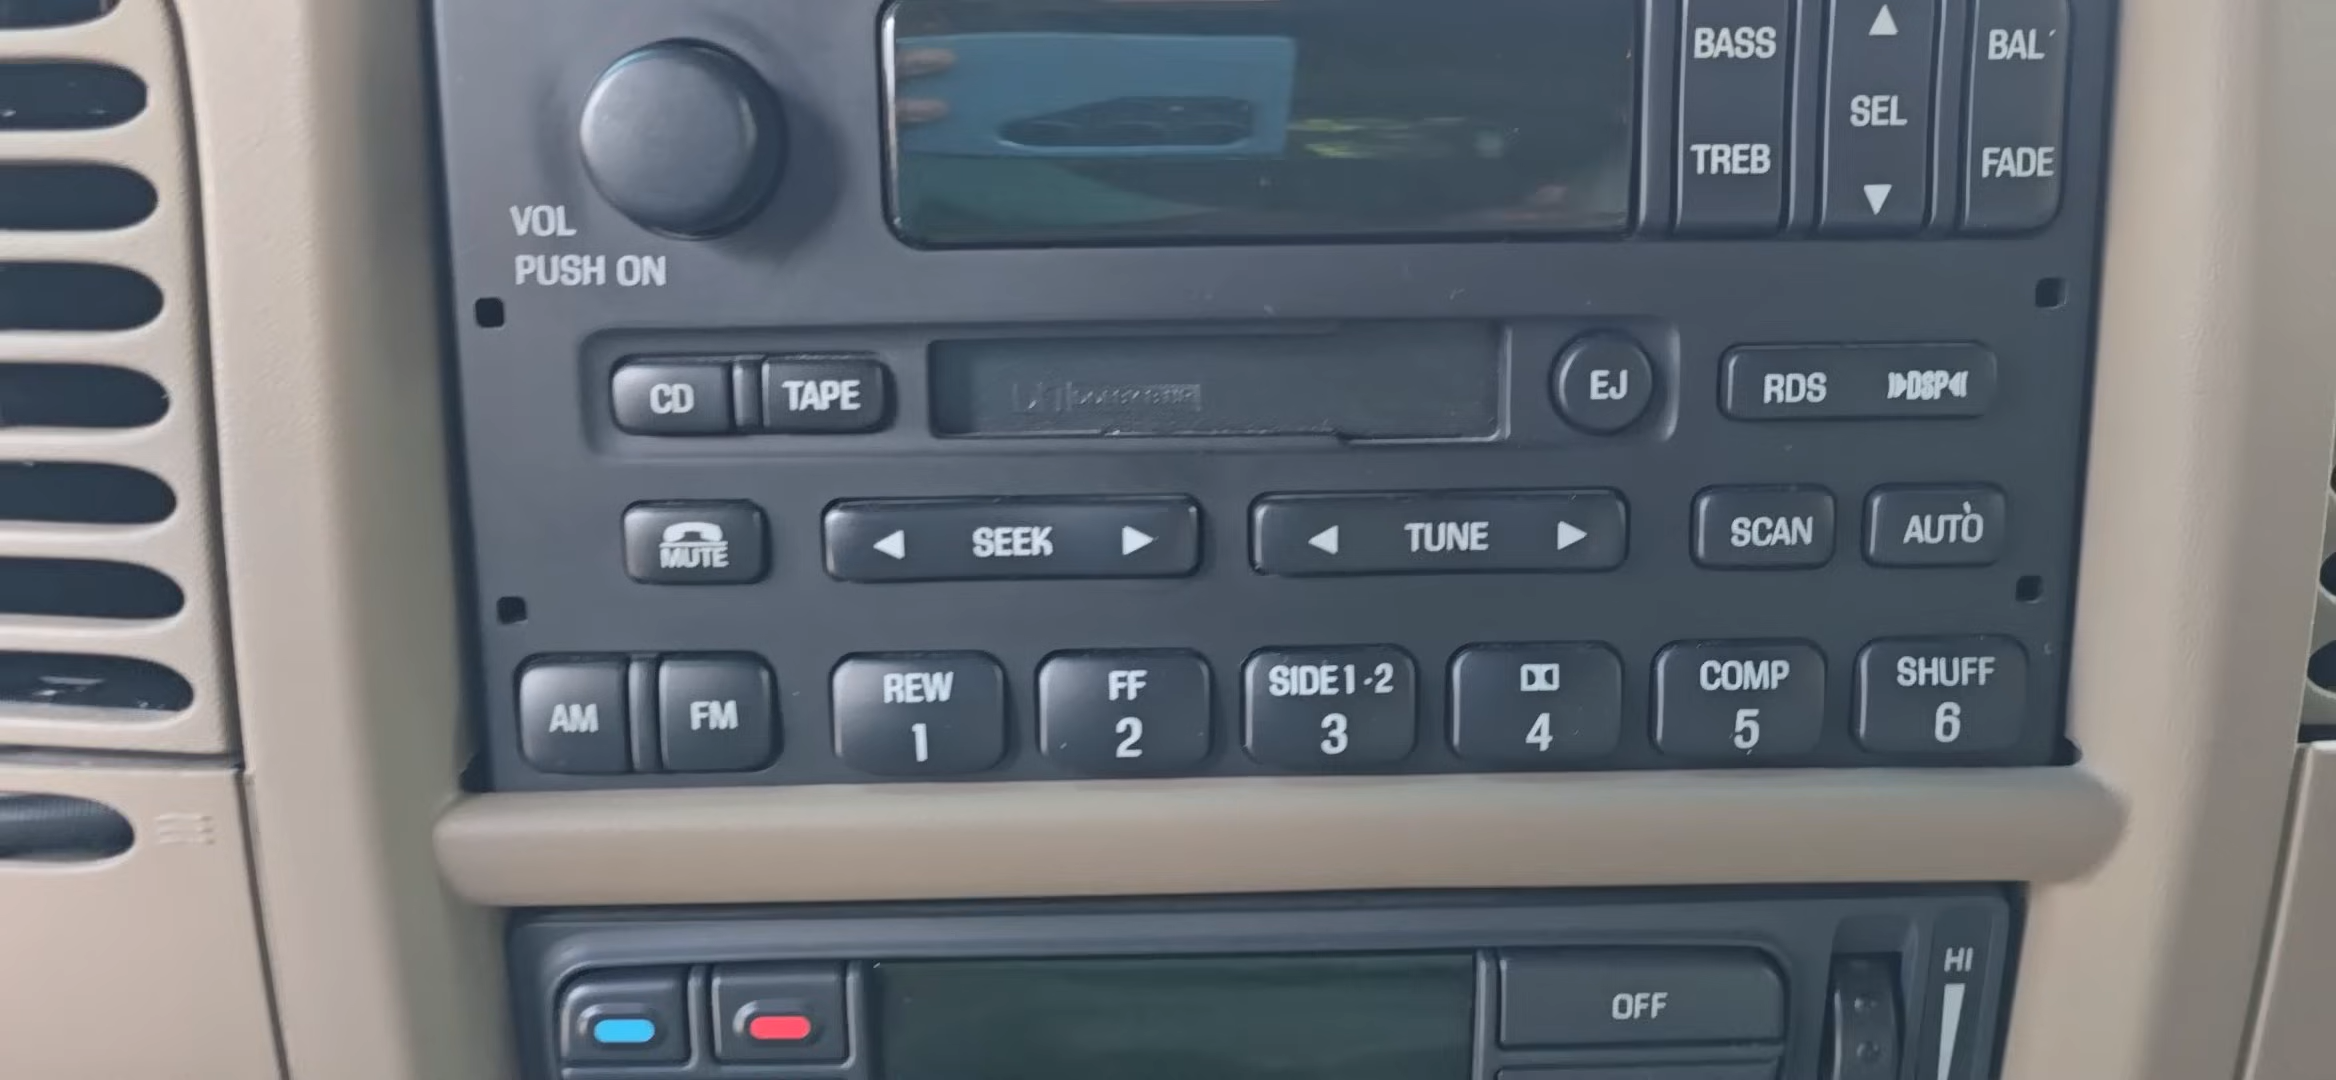 BASS
SEL
BAL
TREB
FADE
VOL
PUSH ON
CD
TAPE
EJ
RDS
DSP
MUTE
SEEK
TUNE
SCAN
AUTO
AM
FM
REW
1
FF
2
SIDE 1-2
3
4
COMP
5
SHUFF
6
OFF
HI